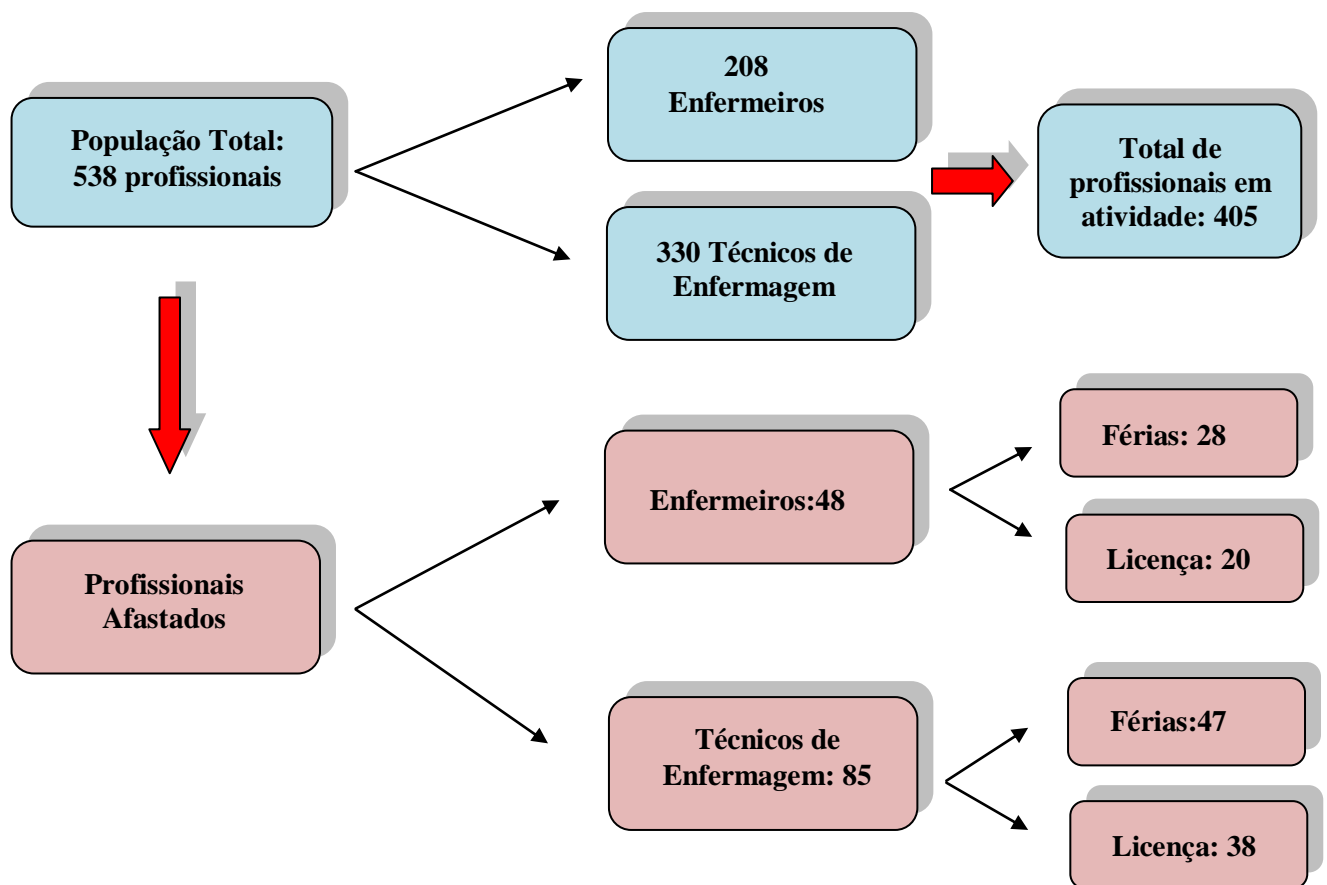 População Total:
538 profissionais
208
Enfermeiros
330 Técnicos de
Enfermagem
Total de
profissionais em
atividade: 405
Profissionais
Afastados
Enfermeiros:48
Férias: 28
Licença: 20
Técnicos de
Enfermagem: 85
Férias:47
Licença: 38